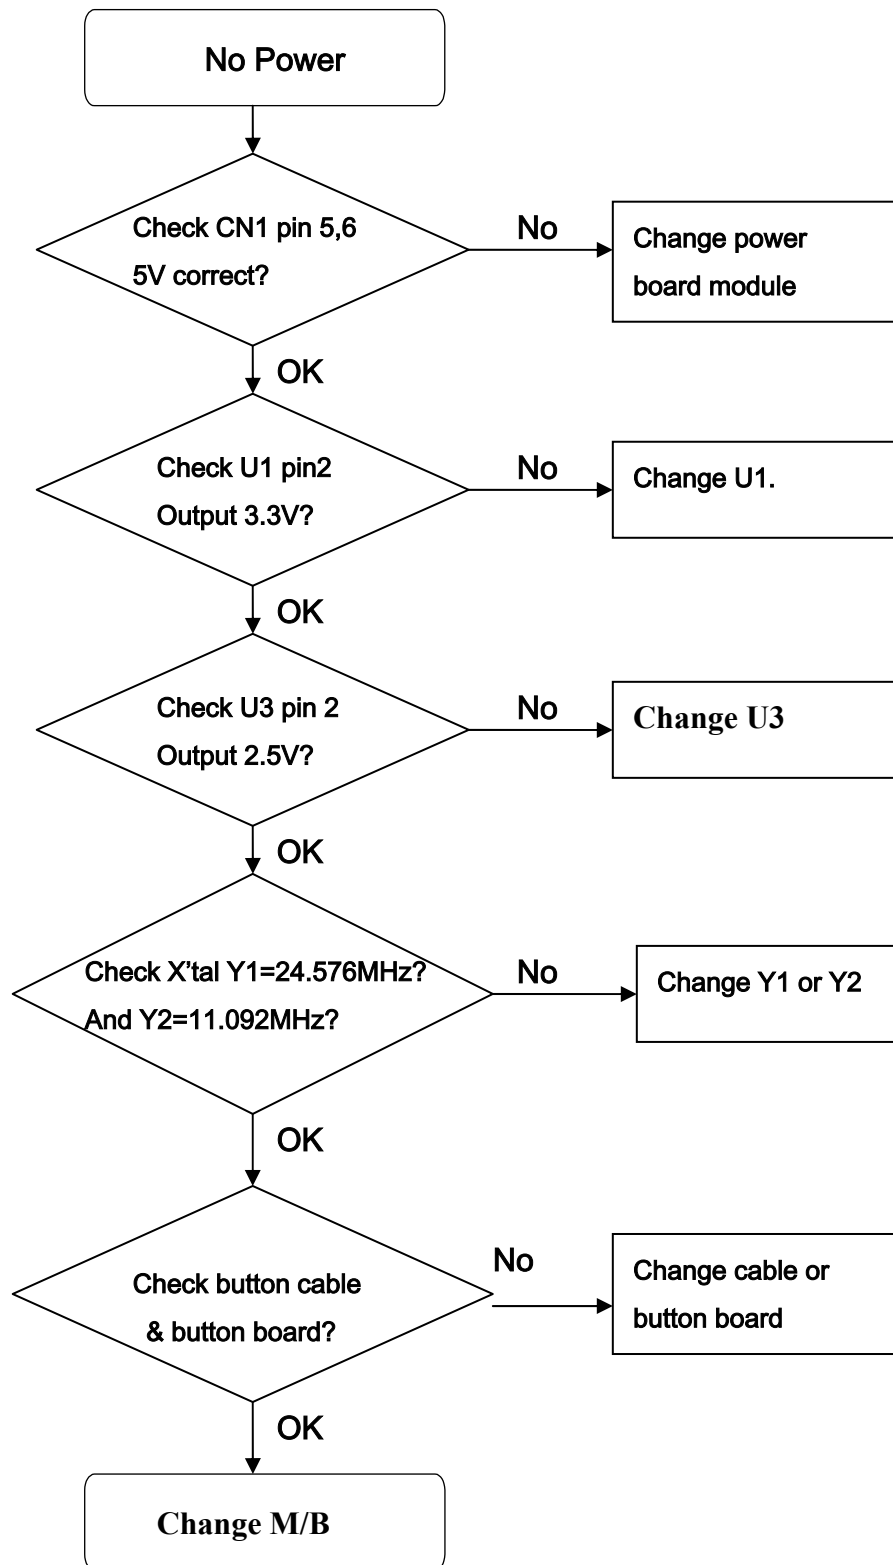 No Power
Check CN1 pin 5,6
5V correct?
No
Change power
board module
OK
Check U1 pin2
Output 3.3V?
No
Change U1.
OK
Check U3 pin 2
Output 2.5V?
No
Change U3
OK
Check X'tal Y1=24.576MHz?
And Y2=11.092MHz?
No
Change Y1 or Y2
OK
Check button cable
& button board?
No
Change cable or
button board
OK
Change M/B